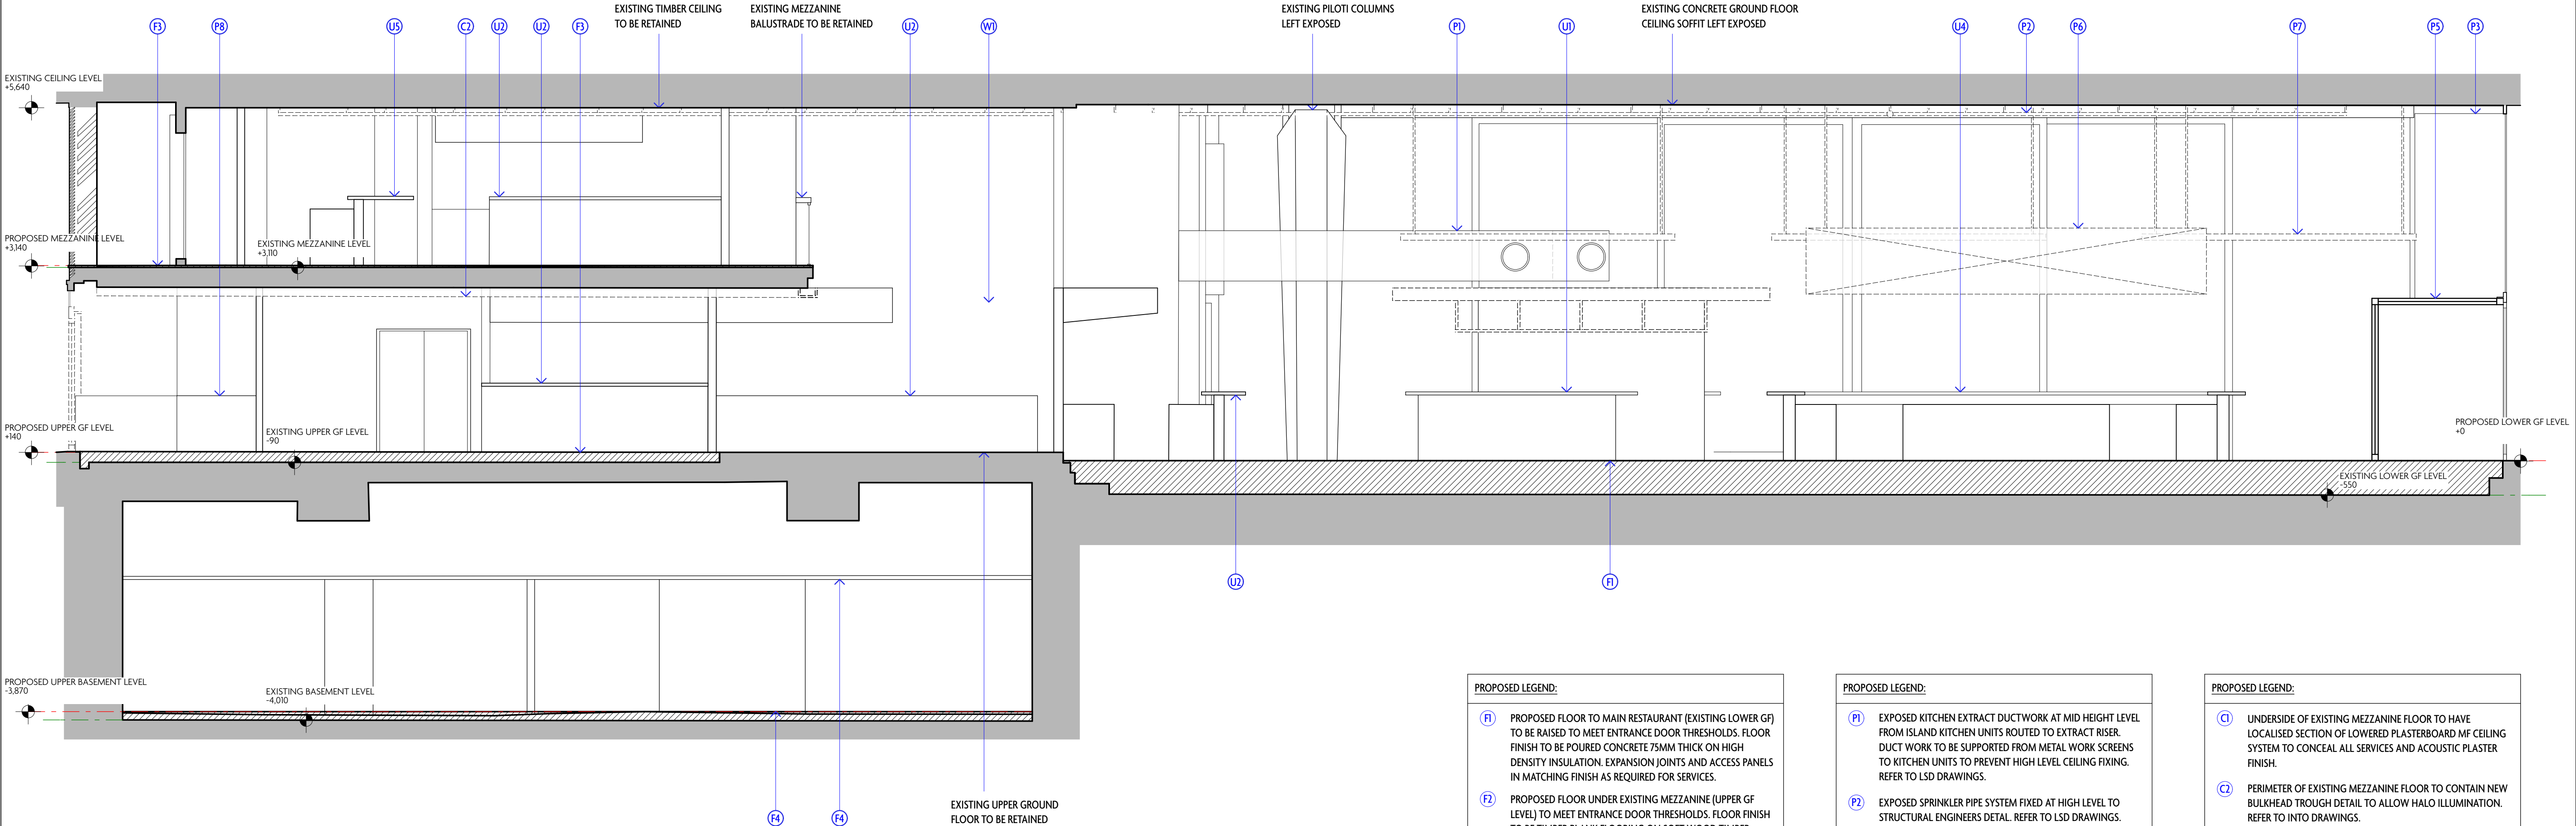 EXISTING TIMBER CEILING
TO BE RETAINED
EXISTING MEZZANINE
BALUSTRADE TO BE RETAINED
EXISTING PILOTI COLUMNS
LEFT EXPOSED
EXISTING CONCRETE GROUND FLOOR
CEILING SOFFIT LEFT EXPOSED
F3
P8
U5
C2
U2
U2
F3
U2
W1
P1
U1
U4
P2
P6
P7
P5
P3
EXISTING CEILING LEVEL
+5,640
PROPOSED MEZZANINE LEVEL
+3,140
EXISTING MEZZANINE LEVEL
+3,110
PROPOSED UPPER GF LEVEL
+140
EXISTING UPPER GF LEVEL
-90
PROPOSED LOWER GF LEVEL
+0
EXISTING LOWER GF LEVEL
-550
U2
F1
PROPOSED UPPER BASEMENT LEVEL
-3,870
EXISTING BASEMENT LEVEL
-4,010
F4
F4
EXISTING UPPER GROUND
FLOOR TO BE RETAINED
PROPOSED LEGEND:
F1 PROPOSED FLOOR TO MAIN RESTAURANT (EXISTING LOWER GF)
TO BE RAISED TO MEET ENTRANCE DOOR THRESHOLDS. FLOOR
FINISH TO BE POURED CONCRETE 75MM THICK ON HIGH
DENSITY INSULATION. EXPANSION JOINTS AND ACCESS PANELS
IN MATCHING FINISH AS REQUIRED FOR SERVICES.
F2 PROPOSED FLOOR UNDER EXISTING MEZZANINE (UPPER GF
LEVEL) TO MEET ENTRANCE DOOR THRESHOLDS. FLOOR FINISH
PROPOSED LEGEND:
P1 EXPOSED KITCHEN EXTRACT DUCTWORK AT MID HEIGHT LEVEL
FROM ISLAND KITCHEN UNITS ROUTED TO EXTRACT RISER.
DUCT WORK TO BE SUPPORTED FROM METAL WORK SCREENS
TO KITCHEN UNITS TO PREVENT HIGH LEVEL CEILING FIXING.
REFER TO LSD DRAWINGS.
P2 EXPOSED SPRINKLER PIPE SYSTEM FIXED AT HIGH LEVEL TO
STRUCTURAL ENGINEERS DETAL. REFER TO LSD DRAWINGS.
PROPOSED LEGEND:
C1 UNDERSIDE OF EXISTING MEZZANINE FLOOR TO HAVE
LOCALISED SECTION OF LOWERED PLASTERBOARD MF CEILING
SYSTEM TO CONCEAL ALL SERVICES AND ACOUSTIC PLASTER
FINISH.
C2 PERIMETER OF EXISTING MEZZANINE FLOOR TO CONTAIN NEW
BULKHEAD TROUGH DETAIL TO ALLOW HALO ILLUMINATION.
REFER TO INTO DRAWINGS.